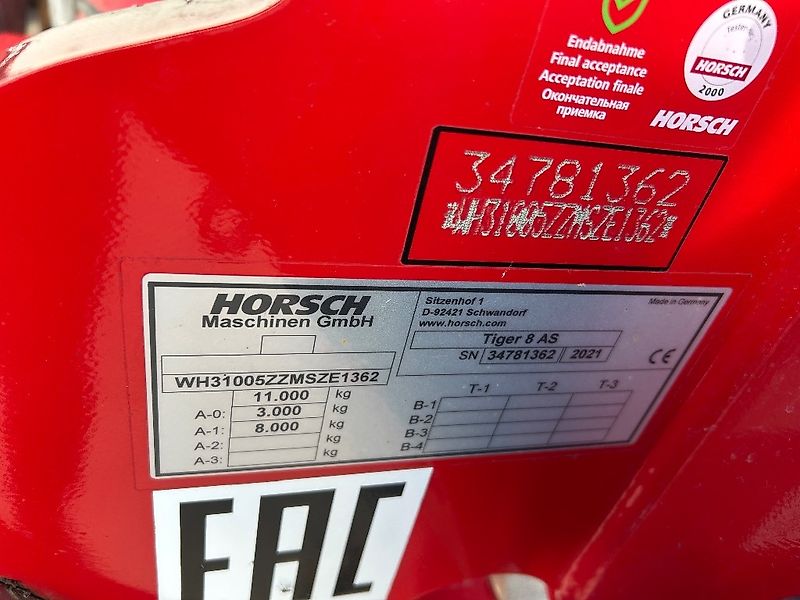 Endabnahme
Final acceptance
Acceptation finale
Окончательная
приемка
HORSCH
GERMANY
HORSCH
2000
34781362
*WH31005ZZMSZE1362*
HORSCH
Maschinen GmbH
Sitzenhof 1
D-92421 Schwandorf
www.horsch.com
Made in Germany
Tiger 8 AS
SN 34781362 2021
CE
WH31005ZZMSZE1362
11.000 kg
A-0: 3.000 kg
A-1: 8.000 kg
A-2: kg
A-3: kg
T-1 T-2 T-3
B-1
B-2
B-3
B-4
EAC